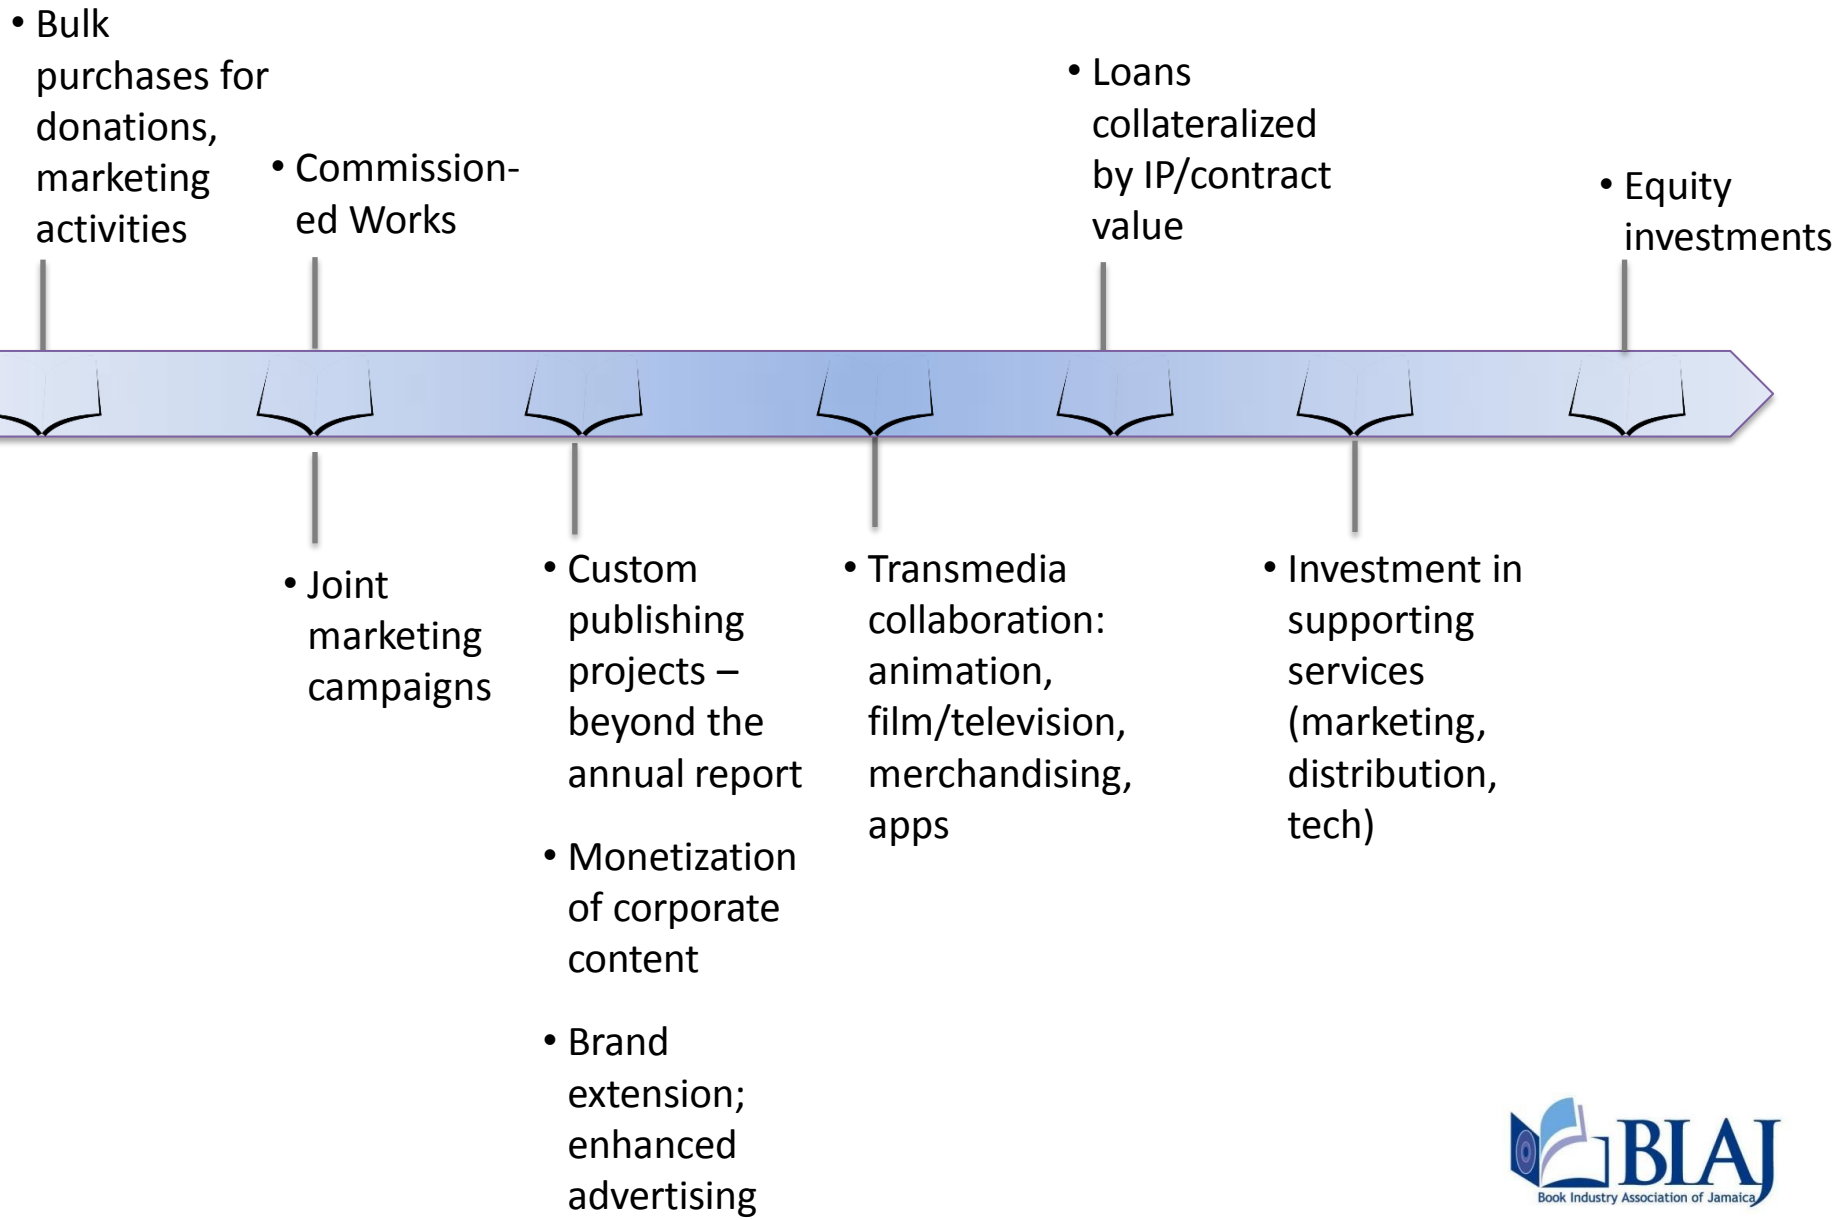 • Bulk
purchases for
donations,
marketing
activities
• Commission-
ed Works
• Loans
collateralized
by IP/contract
value
• Equity
investments
• Joint
marketing
campaigns
• Custom
publishing
projects –
beyond the
annual report
• Monetization
of corporate
content
• Brand
extension;
enhanced
advertising
• Transmedia
collaboration:
animation,
film/television,
merchandising,
apps
• Investment in
supporting
services
(marketing,
distribution,
tech)
BIAJ
Book Industry Association of Jamaica